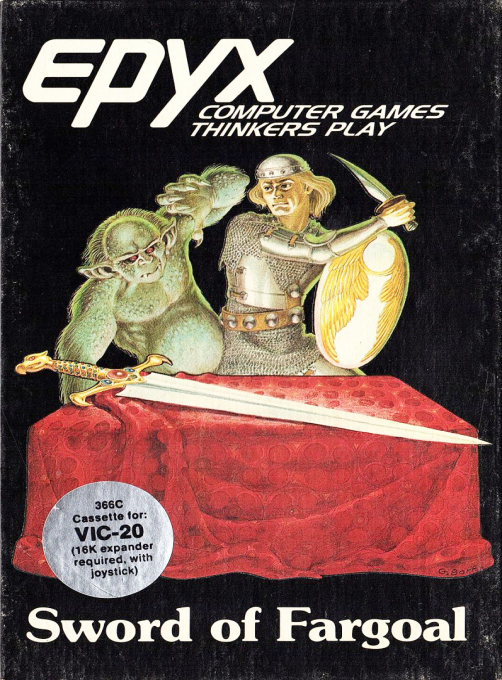 EPYX
COMPUTER GAMES
THINKERS PLAY
366C
Cassette for:
VIC-20
(16K expander
required, with
joystick)
Sword of Fargoal